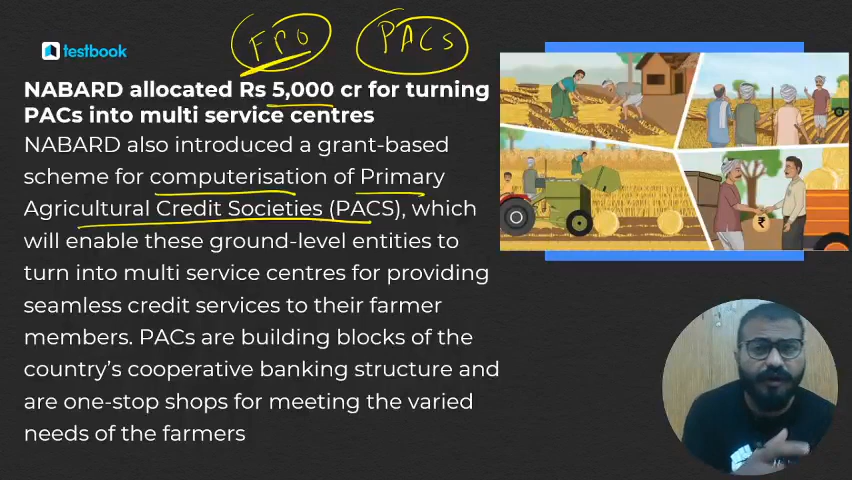 FPO PACS
testbook
NABARD allocated Rs 5,000 cr for turning
PACs into multi service centres
NABARD also introduced a grant-based
scheme for computerisation of Primary
Agricultural Credit Societies (PACS), which
will enable these ground-level entities to
turn into multi service centres for providing
seamless credit services to their farmer
members. PACs are building blocks of the
country's cooperative banking structure and
are one-stop shops for meeting the varied
needs of the farmers
₹